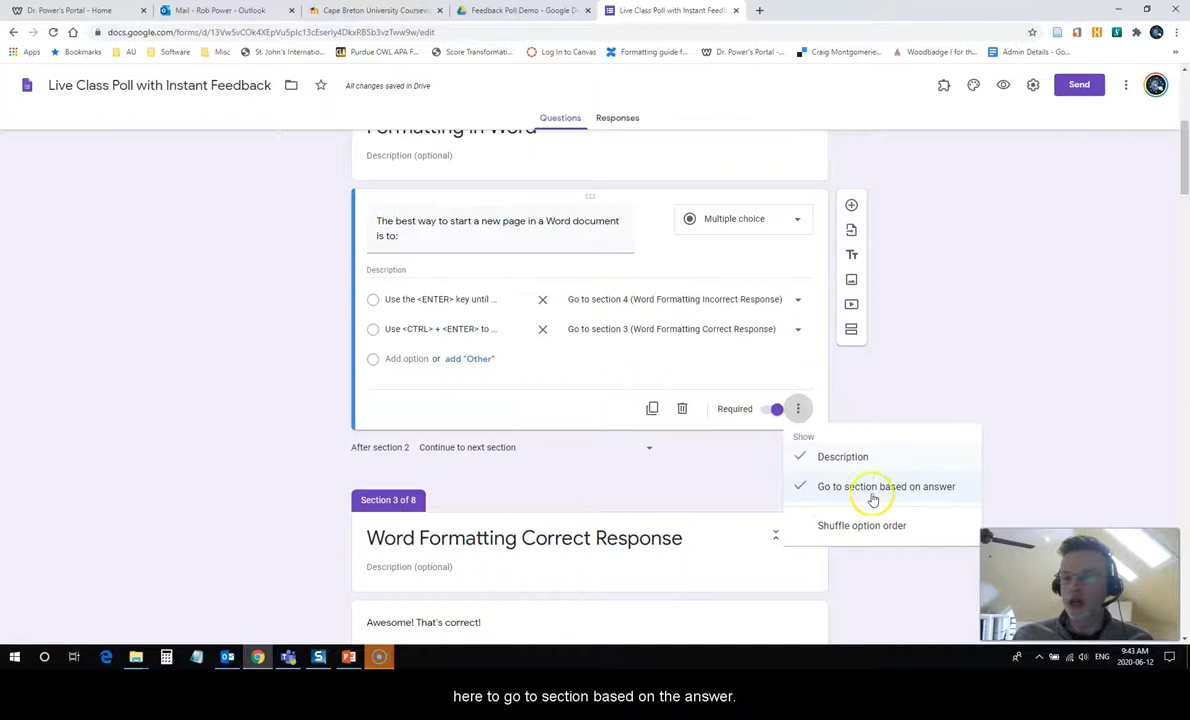 Dr. Power's Portal - Home
Mail - Rob Power - Outlook
Cape Breton University Coursew
Feedback Poll Demo - Google D
Live Class Poll with Instant Feedb
Apps
Bookmarks
AU
Software
Misc
St. John's Internatio...
Purdue OWL APA F...
Score Transformati...
Log In to Canvas
Formatting guide f...
Dr. Power's Portal -...
Craig Montgomerie...
Woodbadge I for th...
Admin Details - Go...
Live Class Poll with Instant Feedback
All changes saved in Drive
Send
Questions
Responses
Formatting in Word
Description (optional)
The best way to start a new page in a Word document
is to:
Multiple choice
Description
Use the <ENTER> key until ...
Go to section 4 (Word Formatting Incorrect Response)
Use <CTRL> + <ENTER> to ...
Go to section 3 (Word Formatting Correct Response)
Add option or add "Other"
Required
Show
Description
Go to section based on answer
Shuffle option order
After section 2 Continue to next section
Section 3 of 8
Word Formatting Correct Response
Description (optional)
Awesome! That's correct!
ENG
9:43 AM
2020-06-12
here to go to section based on the answer.